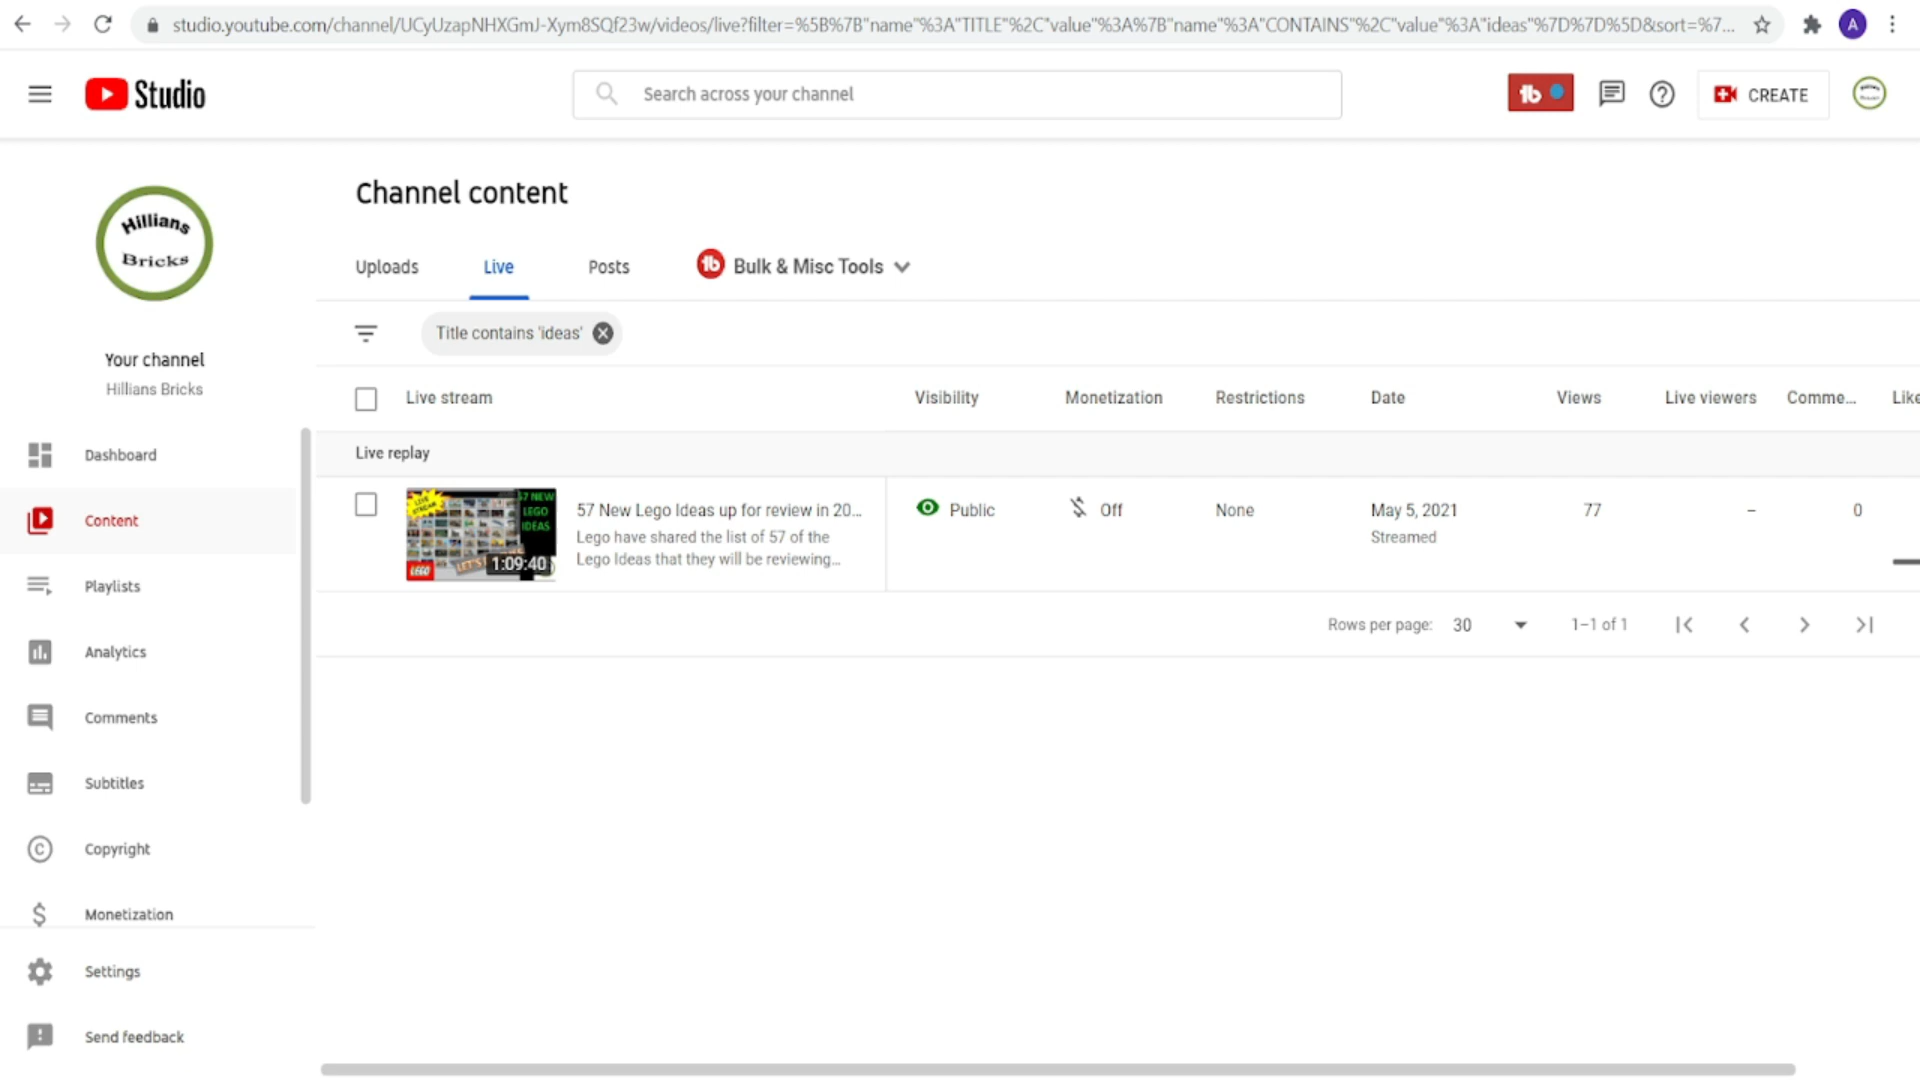 studio.youtube.com/channel/UCyUzapNHXGmJ-Xym8SQf23w/videos/live?filter=%5B%7B"name"%3A"TITLE"%2C"value"%3A%7B"name"%3A"CONTAINS"%2C"value"%3A"ideas"%7D%7D%5D&sort=%7...
A
Studio
Search across your channel
CREATE
Hillians
Bricks
Your channel
Hillians Bricks
Dashboard
Content
Playlists
Analytics
Comments
Subtitles
Copyright
Monetization
Settings
Send feedback
Channel content
Uploads
Live
Posts
Bulk & Misc Tools
Title contains 'ideas'
Live stream
Visibility
Monetization
Restrictions
Date
Views
Live viewers
Comme...
Like
Live replay
LIVE
57 NEW
LEGO
IDEAS
LEGO
1:09:40
57 New Lego Ideas up for review in 20...
Lego have shared the list of 57 of the
Lego Ideas that they will be reviewing...
Public
Off
None
May 5, 2021
Streamed
77
–
0
Rows per page: 30
1–1 of 1